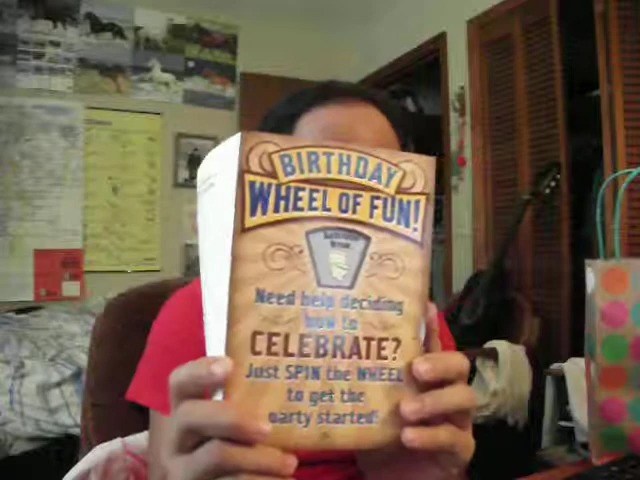 BIRTHDAY
WHEEL OF FUN!
Need help deciding
how to
CELEBRATE?
Just SPIN the WHEEL
to get the
party started!